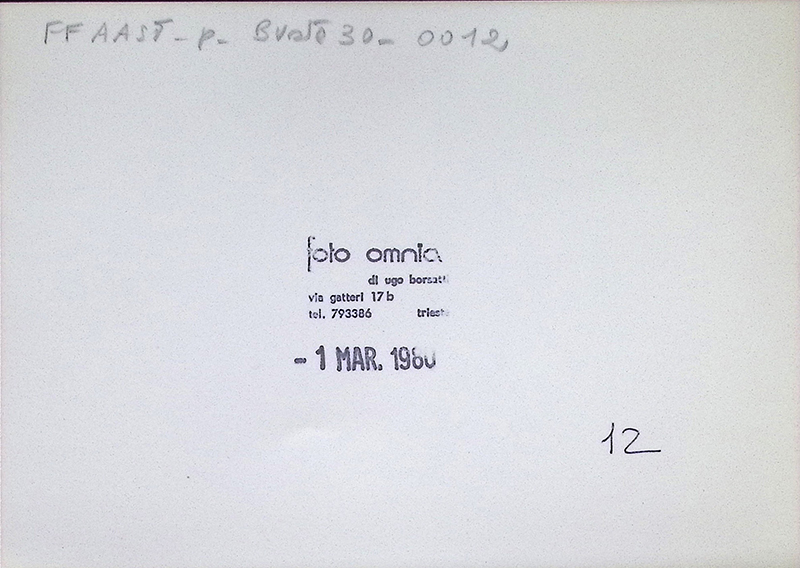 FFAAST - p - Busta 30 - 0012
foto omnia
di ugo borsatti
via gatteri 17 b
tel. 793386 trieste
- 1 MAR. 1980
12